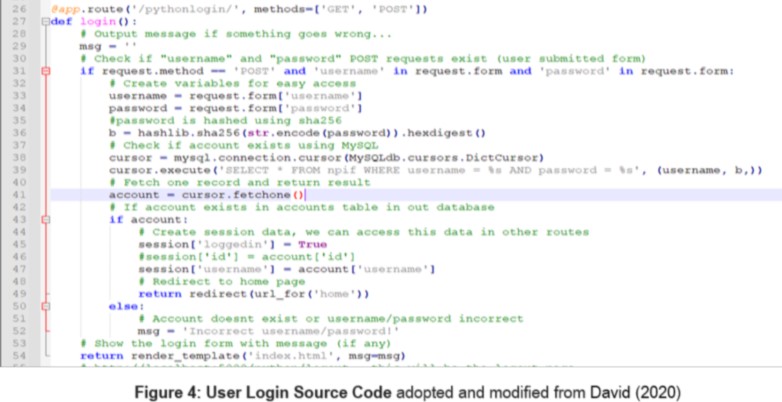 26 @app.route('/pythonlogin/', methods=['GET', 'POST'])
27 def login():
28 # Output message if something goes wrong...
29 msg = ''
30 # Check if "username" and "password" POST requests exist (user submitted form)
31 if request.method == 'POST' and 'username' in request.form and 'password' in request.form:
32 # Create variables for easy access
33 username = request.form['username']
34 password = request.form['password']
35 #password is hashed using sha256
36 b = hashlib.sha256(str.encode(password)).hexdigest()
37 # Check if account exists using MySQL
38 cursor = mysql.connection.cursor(MySQLdb.cursors.DictCursor)
39 cursor.execute('SELECT * FROM npif WHERE username = %s AND password = %s', (username, b,))
40 # Fetch one record and return result
41 account = cursor.fetchone()
42 # If account exists in accounts table in out database
43 if account:
44 # Create session data, we can access this data in other routes
45 session['loggedin'] = True
46 #session['id'] = account['id']
47 session['username'] = account['username']
48 # Redirect to home page
49 return redirect(url_for('home'))
50 else:
51 # Account doesnt exist or username/password incorrect
52 msg = 'Incorrect username/password!'
53 # Show the login form with message (if any)
54 return render_template('index.html', msg=msg)
Figure 4: User Login Source Code adopted and modified from David (2020)